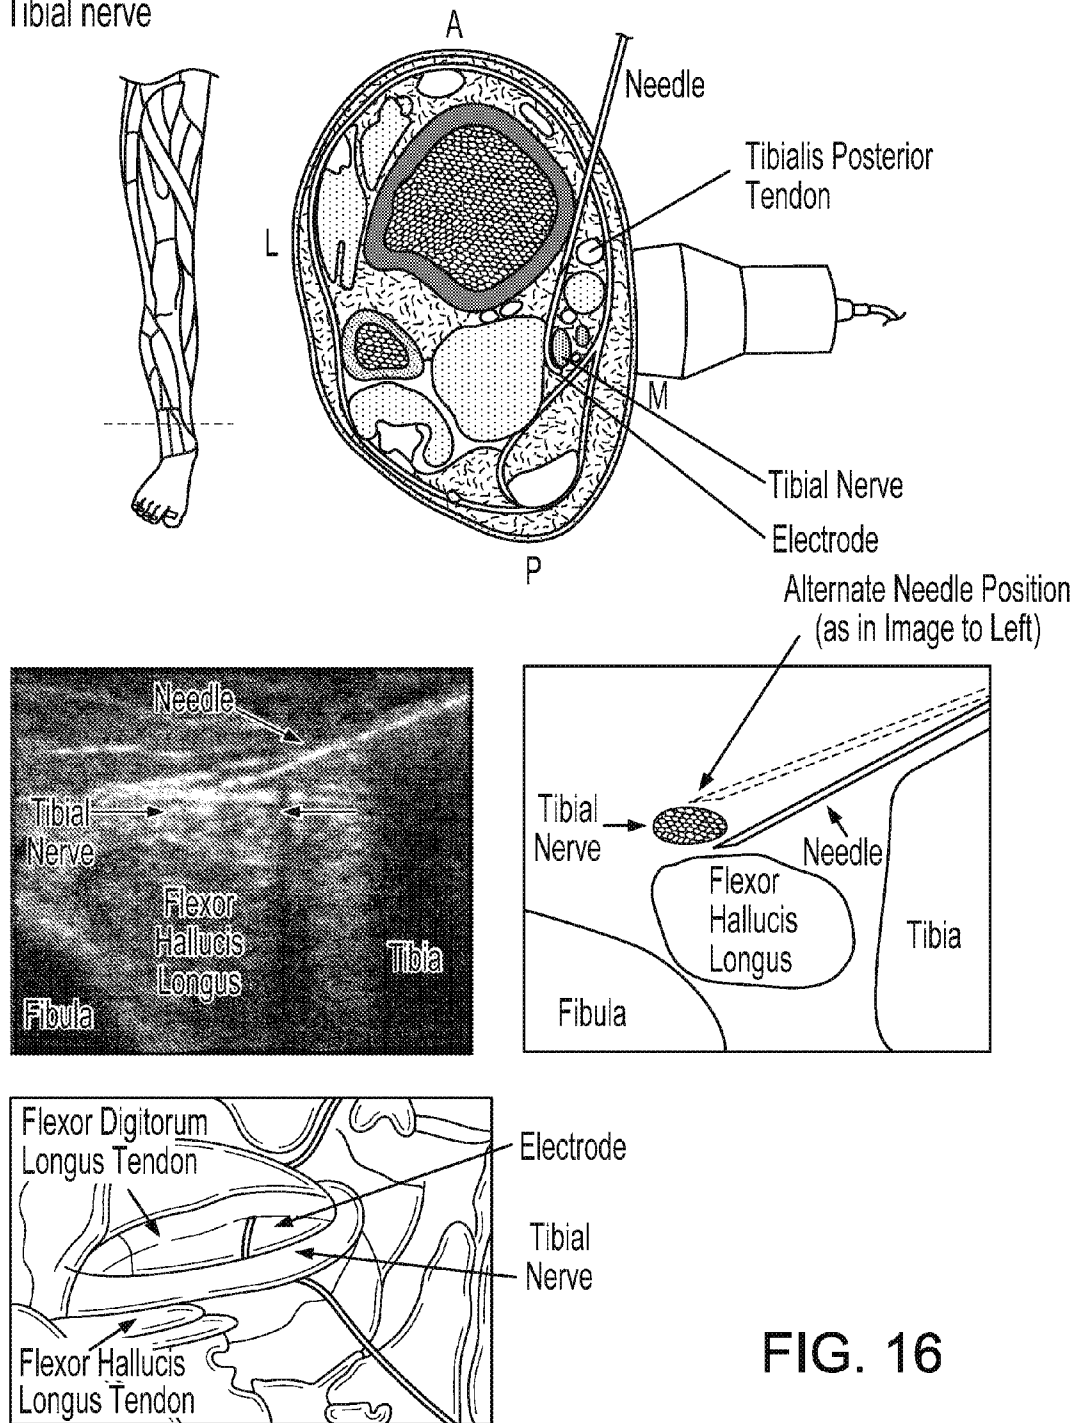 Tibial nerve
A
Needle
Tibialis Posterior
Tendon
L
M
Tibial Nerve
Electrode
P
Alternate Needle Position
(as in Image to Left)
Needle
Tibial
Nerve
Flexor
Hallucis
Longus
Tibia
Fibula
Tibial
Nerve
Needle
Flexor
Hallucis
Longus
Tibia
Fibula
Flexor Digitorum
Longus Tendon
Electrode
Tibial
Nerve
Flexor Hallucis
Longus Tendon
FIG. 16